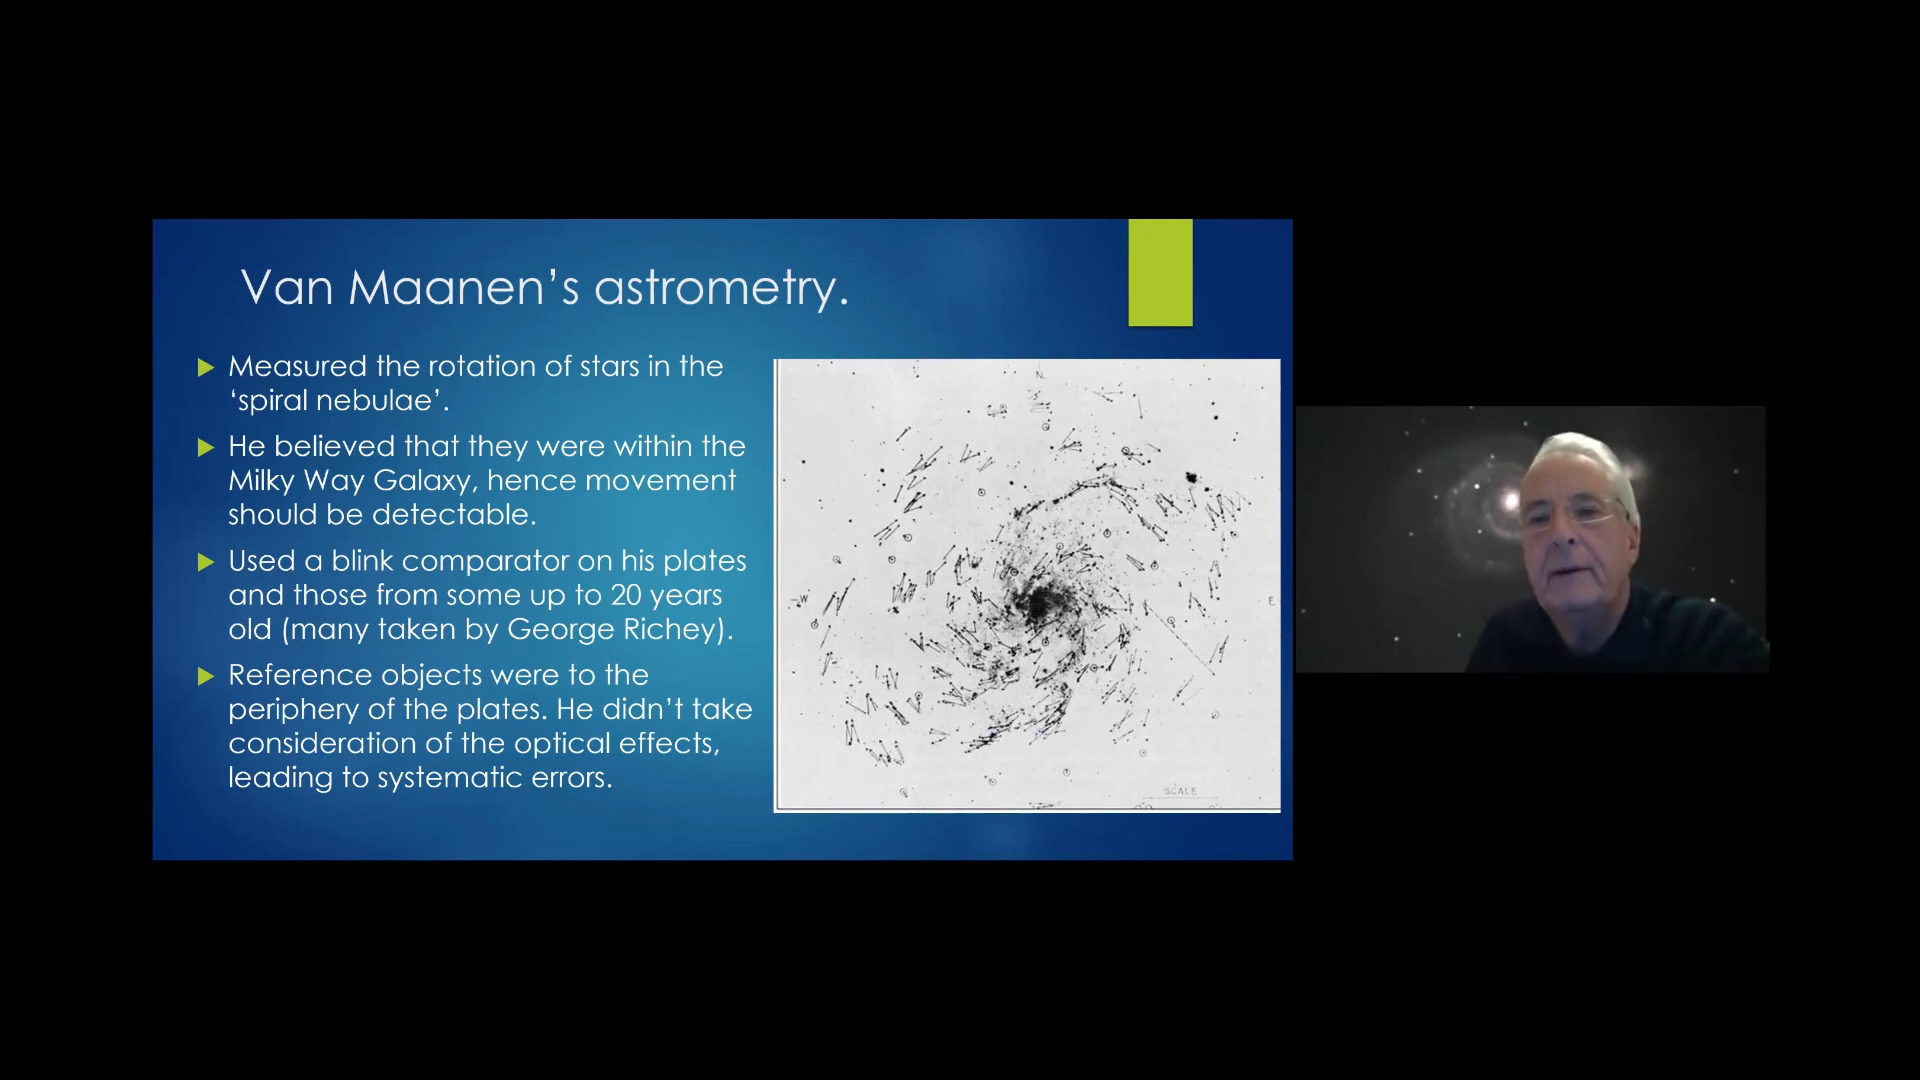 Van Maanen’s astrometry.
Measured the rotation of stars in the
‘spiral nebulae’.
He believed that they were within the
Milky Way Galaxy, hence movement
should be detectable.
Used a blink comparator on his plates
and those from some up to 20 years
old (many taken by George Richey).
Reference objects were to the
periphery of the plates. He didn’t take
consideration of the optical effects,
leading to systematic errors.
N.
W
E
SCALE